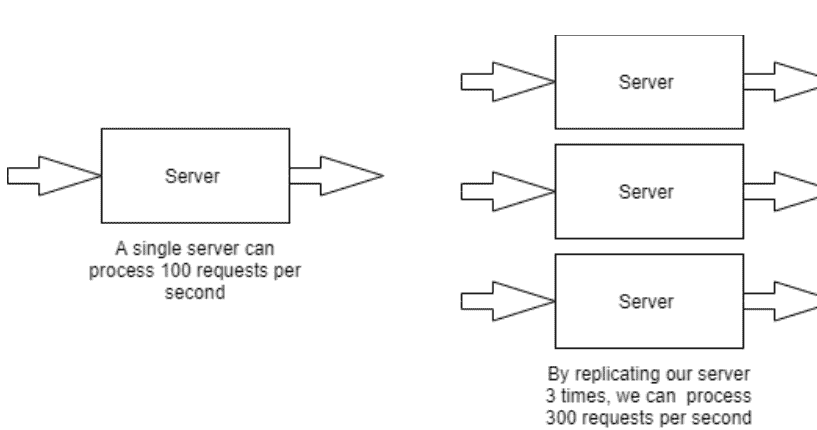 Server
A single server can
process 100 requests per
second
Server
Server
Server
By replicating our server
3 times, we can process
300 requests per second